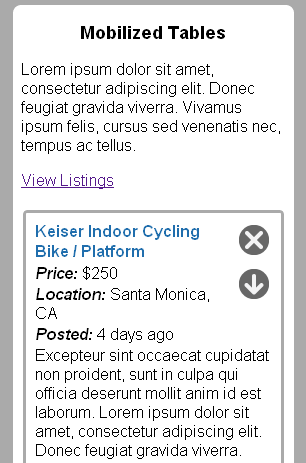 Mobilized Tables
Lorem ipsum dolor sit amet,
consectetur adipiscing elit. Donec
feugiat gravida viverra. Vivamus
ipsum felis, cursus sed venenatis nec,
tempus ac tellus.
View Listings
Keiser Indoor Cycling
Bike / Platform
Price: $250
Location: Santa Monica,
CA
Posted: 4 days ago
Excepteur sint occaecat cupidatat
non proident, sunt in culpa qui
officia deserunt mollit anim id est
laborum. Lorem ipsum dolor sit
amet, consectetur adipiscing elit.
Donec feugiat gravida viverra.